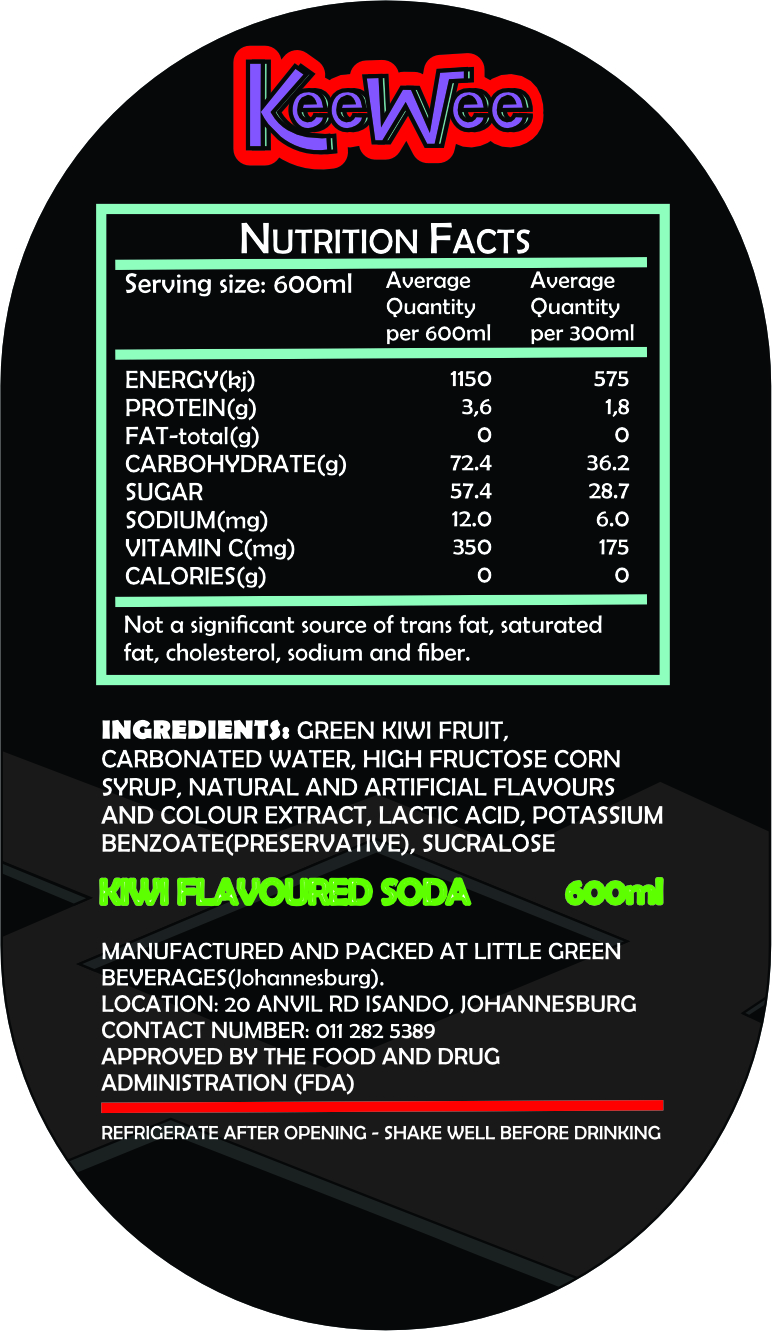 KeeWee
NUTRITION FACTS
Serving size: 600ml
Average Quantity per 600ml
Average Quantity per 300ml
ENERGY(kj) 1150 575
PROTEIN(g) 3,6 1,8
FAT-total(g) 0 0
CARBOHYDRATE(g) 72.4 36.2
SUGAR 57.4 28.7
SODIUM(mg) 12.0 6.0
VITAMIN C(mg) 350 175
CALORIES(g) 0 0
Not a significant source of trans fat, saturated
fat, cholesterol, sodium and fiber.
INGREDIENTS: GREEN KIWI FRUIT,
CARBONATED WATER, HIGH FRUCTOSE CORN
SYRUP, NATURAL AND ARTIFICIAL FLAVOURS
AND COLOUR EXTRACT, LACTIC ACID, POTASSIUM
BENZOATE(PRESERVATIVE), SUCRALOSE
KIWI FLAVOURED SODA 600ml
MANUFACTURED AND PACKED AT LITTLE GREEN
BEVERAGES(Johannesburg).
LOCATION: 20 ANVIL RD ISANDO, JOHANNESBURG
CONTACT NUMBER: 011 282 5389
APPROVED BY THE FOOD AND DRUG
ADMINISTRATION (FDA)
REFRIGERATE AFTER OPENING - SHAKE WELL BEFORE DRINKING